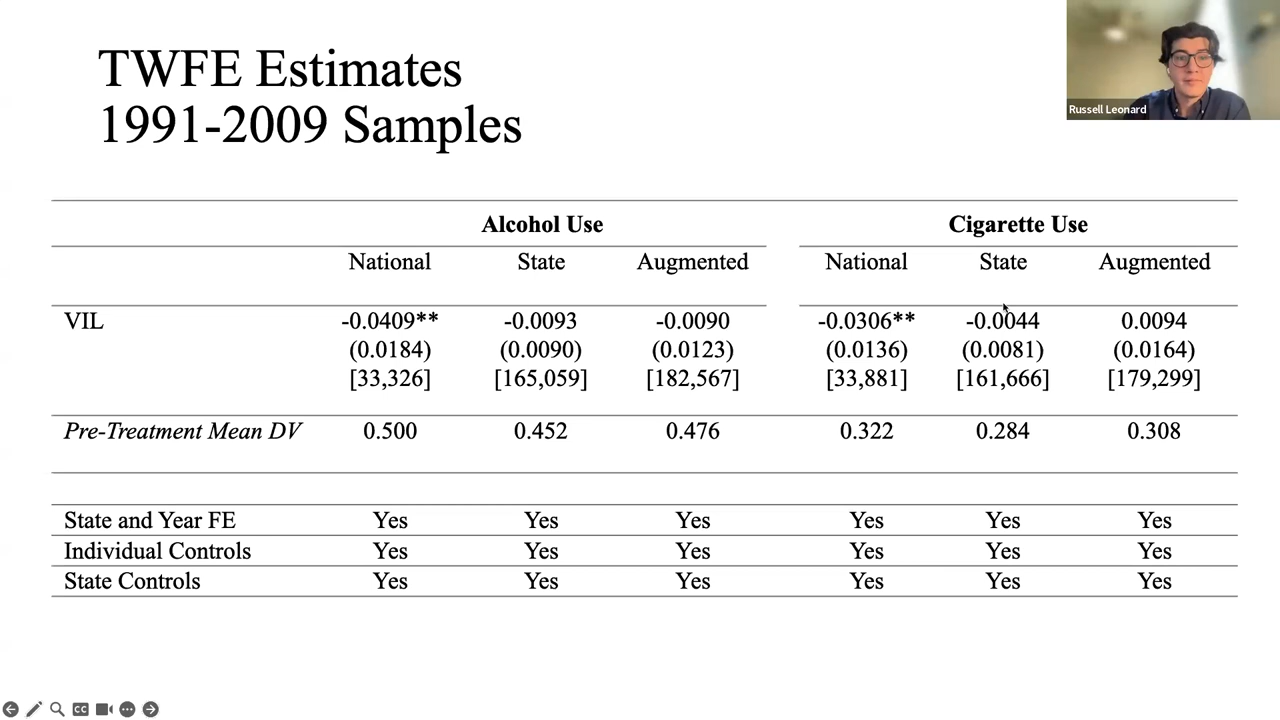 TWFE Estimates
1991-2009 Samples
Russell Leonard
Alcohol Use Cigarette Use
National State Augmented National State Augmented
VIL -0.0409** -0.0093 -0.0090 -0.0306** -0.0044 0.0094
(0.0184) (0.0090) (0.0123) (0.0136) (0.0081) (0.0164)
[33,326] [165,059] [182,567] [33,881] [161,666] [179,299]
Pre-Treatment Mean DV 0.500 0.452 0.476 0.322 0.284 0.308
State and Year FE Yes Yes Yes Yes Yes Yes
Individual Controls Yes Yes Yes Yes Yes Yes
State Controls Yes Yes Yes Yes Yes Yes
CC